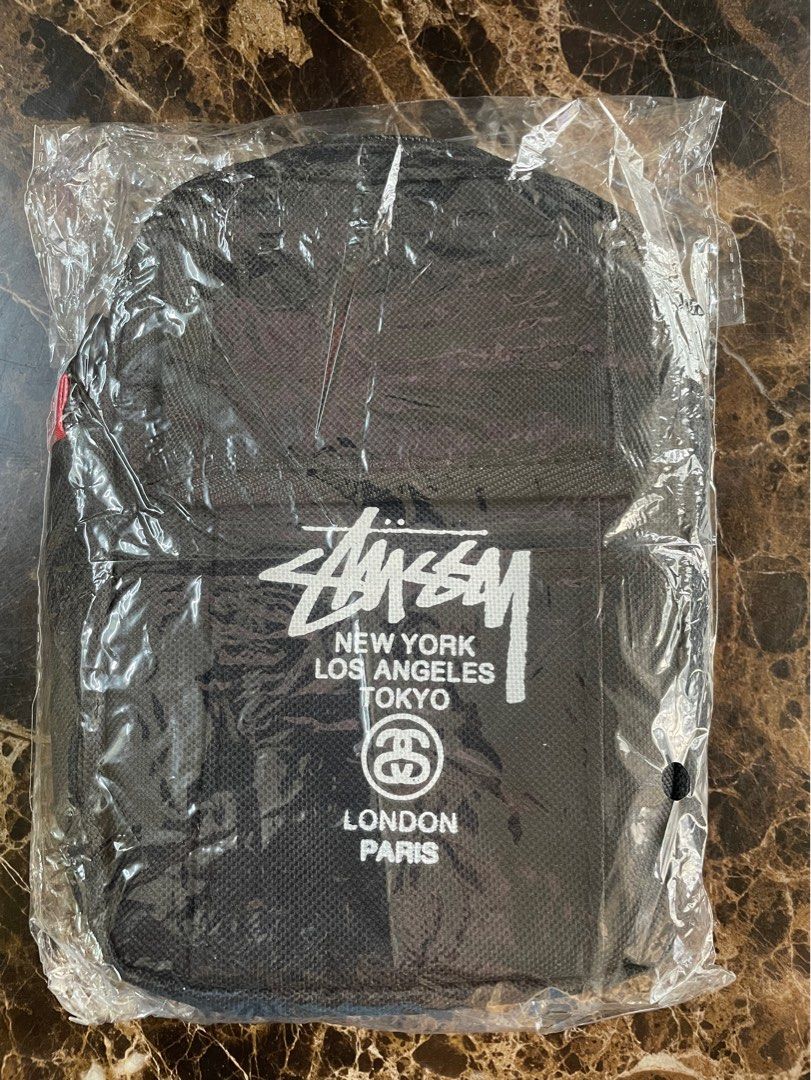 STÜSSY
NEW YORK
LOS ANGELES
TOKYO
LONDON
PARIS